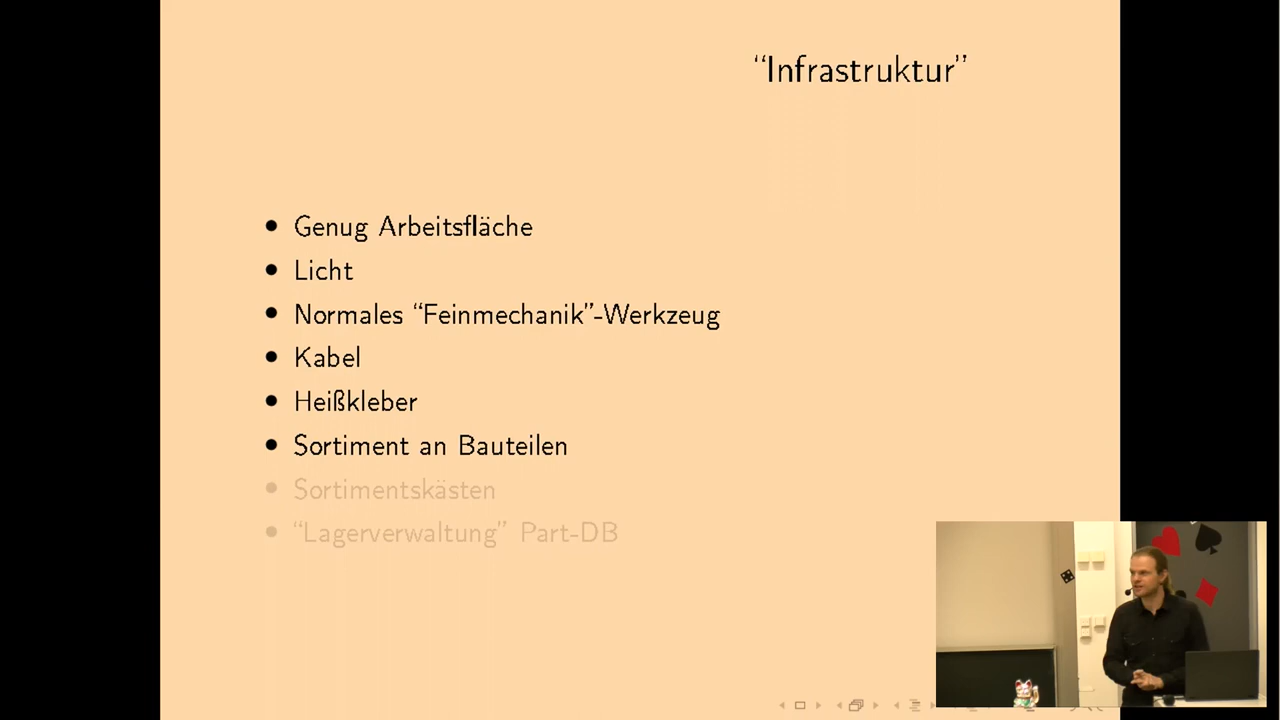 “Infrastruktur”
• Genug Arbeitsfläche
• Licht
• Normales “Feinmechanik”-Werkzeug
• Kabel
• Heißkleber
• Sortiment an Bauteilen
• Sortimentskästen
• “Lagerverwaltung” Part-DB